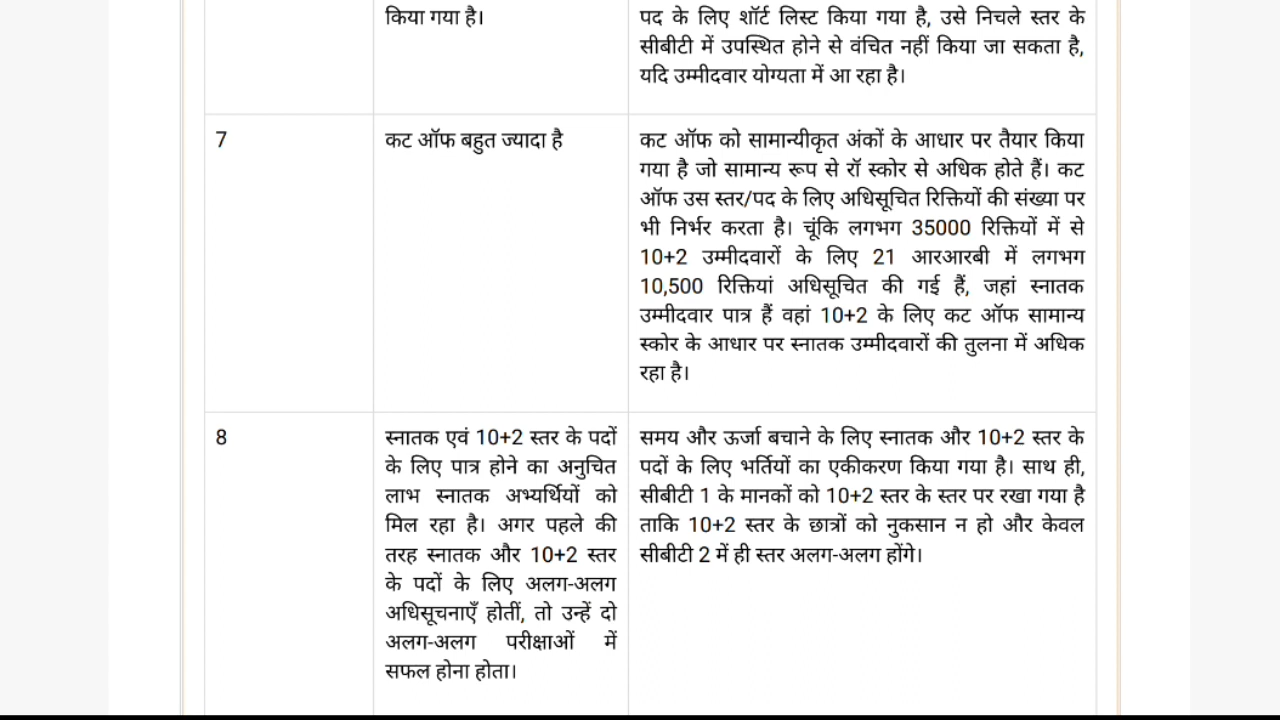 किया गया है।
पद के लिए शॉर्ट लिस्ट किया गया है, उसे निचले स्तर के
सीबीटी में उपस्थित होने से वंचित नहीं किया जा सकता है,
यदि उम्मीदवार योग्यता में आ रहा है।
7
कट ऑफ बहुत ज्यादा है
कट ऑफ को सामान्यीकृत अंकों के आधार पर तैयार किया
गया है जो सामान्य रूप से रॉ स्कोर से अधिक होते हैं। कट
ऑफ उस स्तर/पद के लिए अधिसूचित रिक्तियों की संख्या पर
भी निर्भर करता है। चूंकि लगभग 35000 रिक्तियों में से
10+2 उम्मीदवारों के लिए 21 आरआरबी में लगभग
10,500 रिक्तियां अधिसूचित की गई हैं, जहां स्नातक
उम्मीदवार पात्र हैं वहां 10+2 के लिए कट ऑफ सामान्य
स्कोर के आधार पर स्नातक उम्मीदवारों की तुलना में अधिक
रहा है।
8
स्नातक एवं 10+2 स्तर के पदों
के लिए पात्र होने का अनुचित
लाभ स्नातक अभ्यर्थियों को
मिल रहा है। अगर पहले की
तरह स्नातक और 10+2 स्तर
के पदों के लिए अलग-अलग
अधिसूचनाएँ होतीं, तो उन्हें दो
अलग-अलग परीक्षाओं में
सफल होना होता।
समय और ऊर्जा बचाने के लिए स्नातक और 10+2 स्तर के
पदों के लिए भर्तियों का एकीकरण किया गया है। साथ ही,
सीबीटी 1 के मानकों को 10+2 स्तर के स्तर पर रखा गया है
ताकि 10+2 स्तर के छात्रों को नुकसान न हो और केवल
सीबीटी 2 में ही स्तर अलग-अलग होंगे।